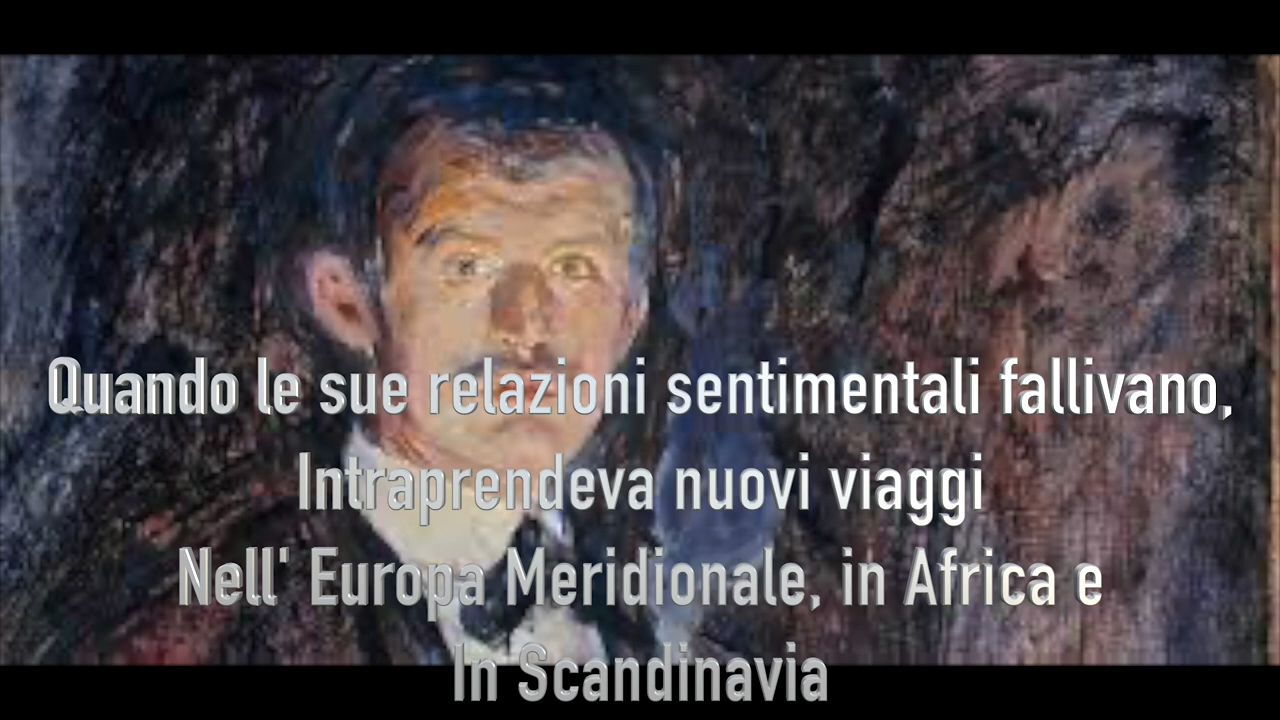 Quando le sue relazioni sentimentali fallivano,
Intraprendeva nuovi viaggi
Nell' Europa Meridionale, in Africa e
In Scandinavia